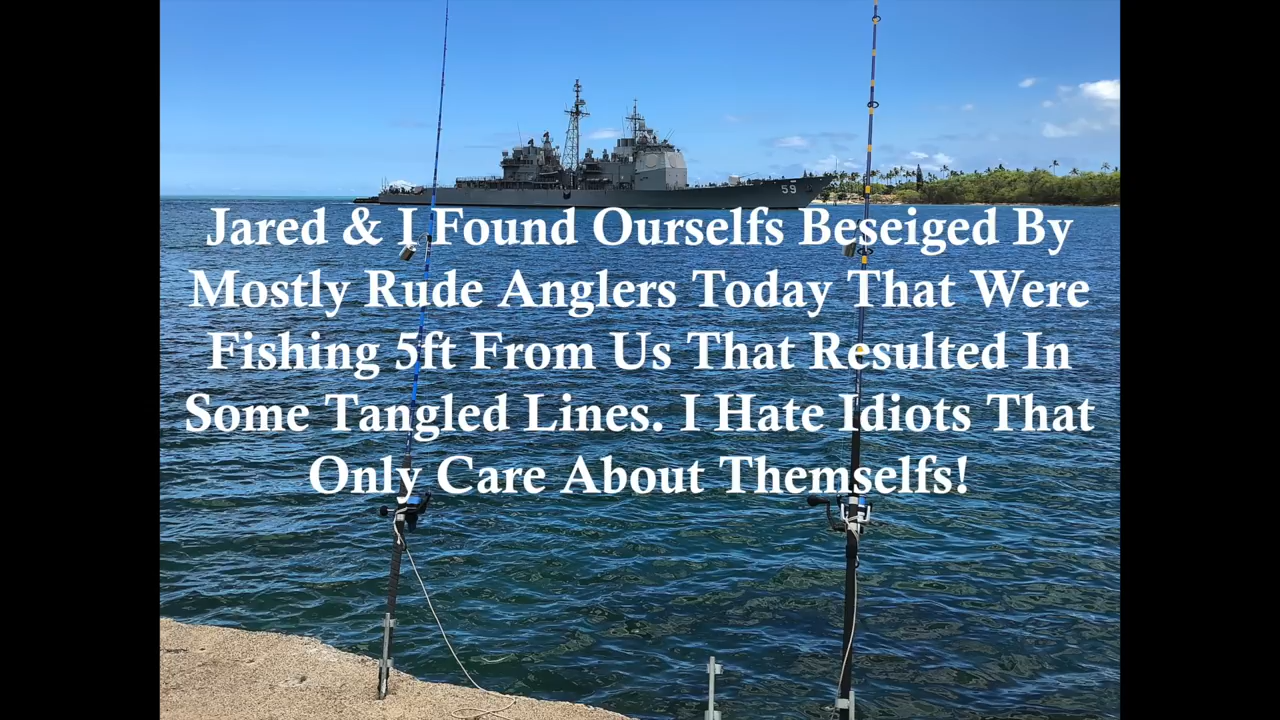 59
Jared & I Found Ourselfs Beseiged By
Mostly Rude Anglers Today That Were
Fishing 5ft From Us That Resulted In
Some Tangled Lines. I Hate Idiots That
Only Care About Themselfs!